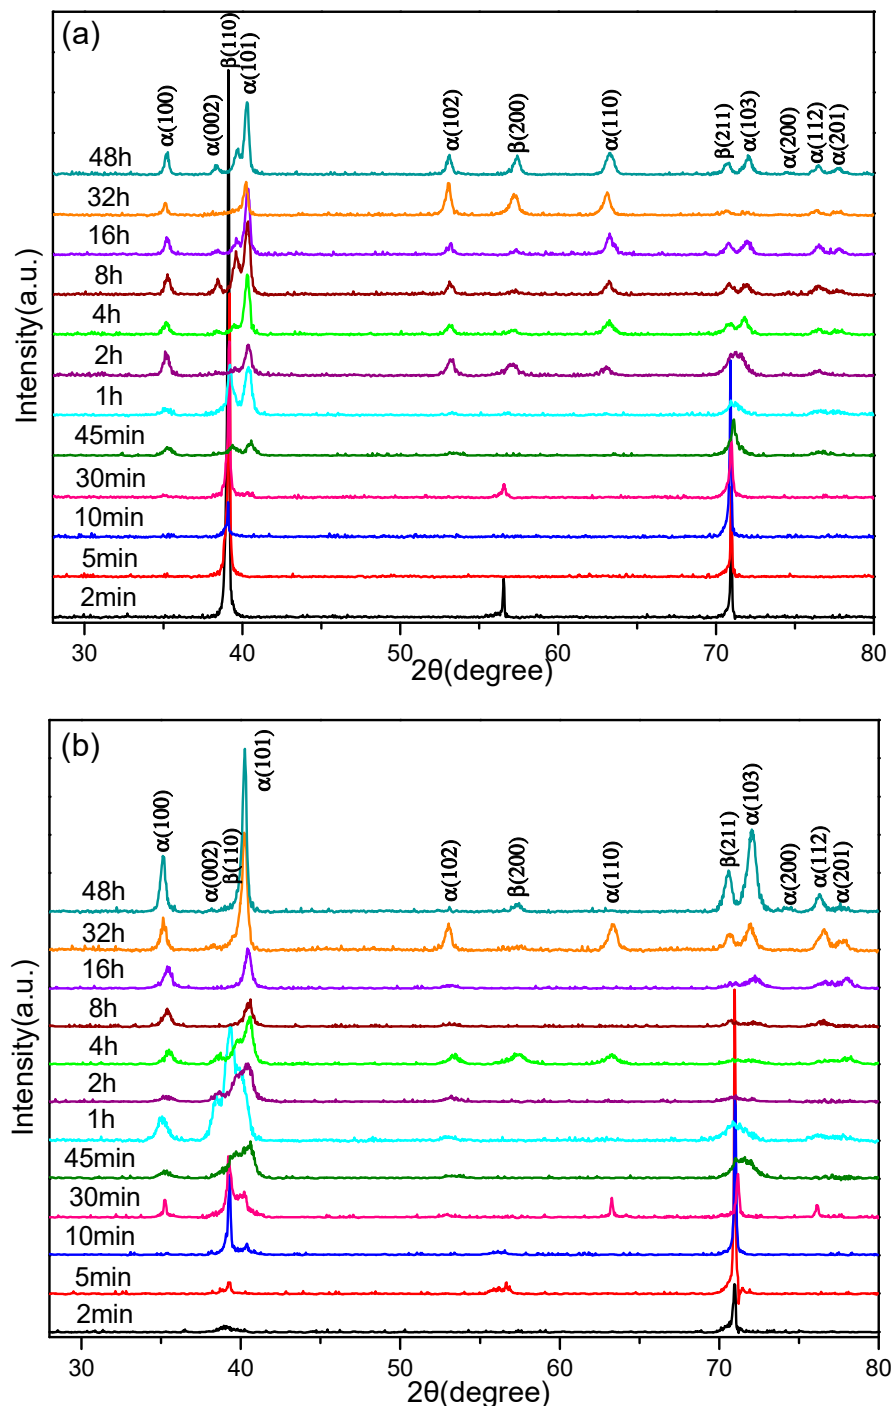 (a)
β(110)
α(101)
α(100)
α(002)
α(102)
β(200)
α(110)
β(211)
α(103)
α(200)
α(112)
α(201)
48h
32h
16h
8h
4h
2h
1h
45min
30min
10min
5min
2min
Intensity(a.u.)
30 40 50 60 70 80
2θ(degree)
(b)
α(101)
α(100)
α(002)
β(110)
α(102)
β(200)
α(110)
β(211)
α(103)
α(200)
α(112)
α(201)
48h
32h
16h
8h
4h
2h
1h
45min
30min
10min
5min
2min
Intensity(a.u.)
30 40 50 60 70 80
2θ(degree)